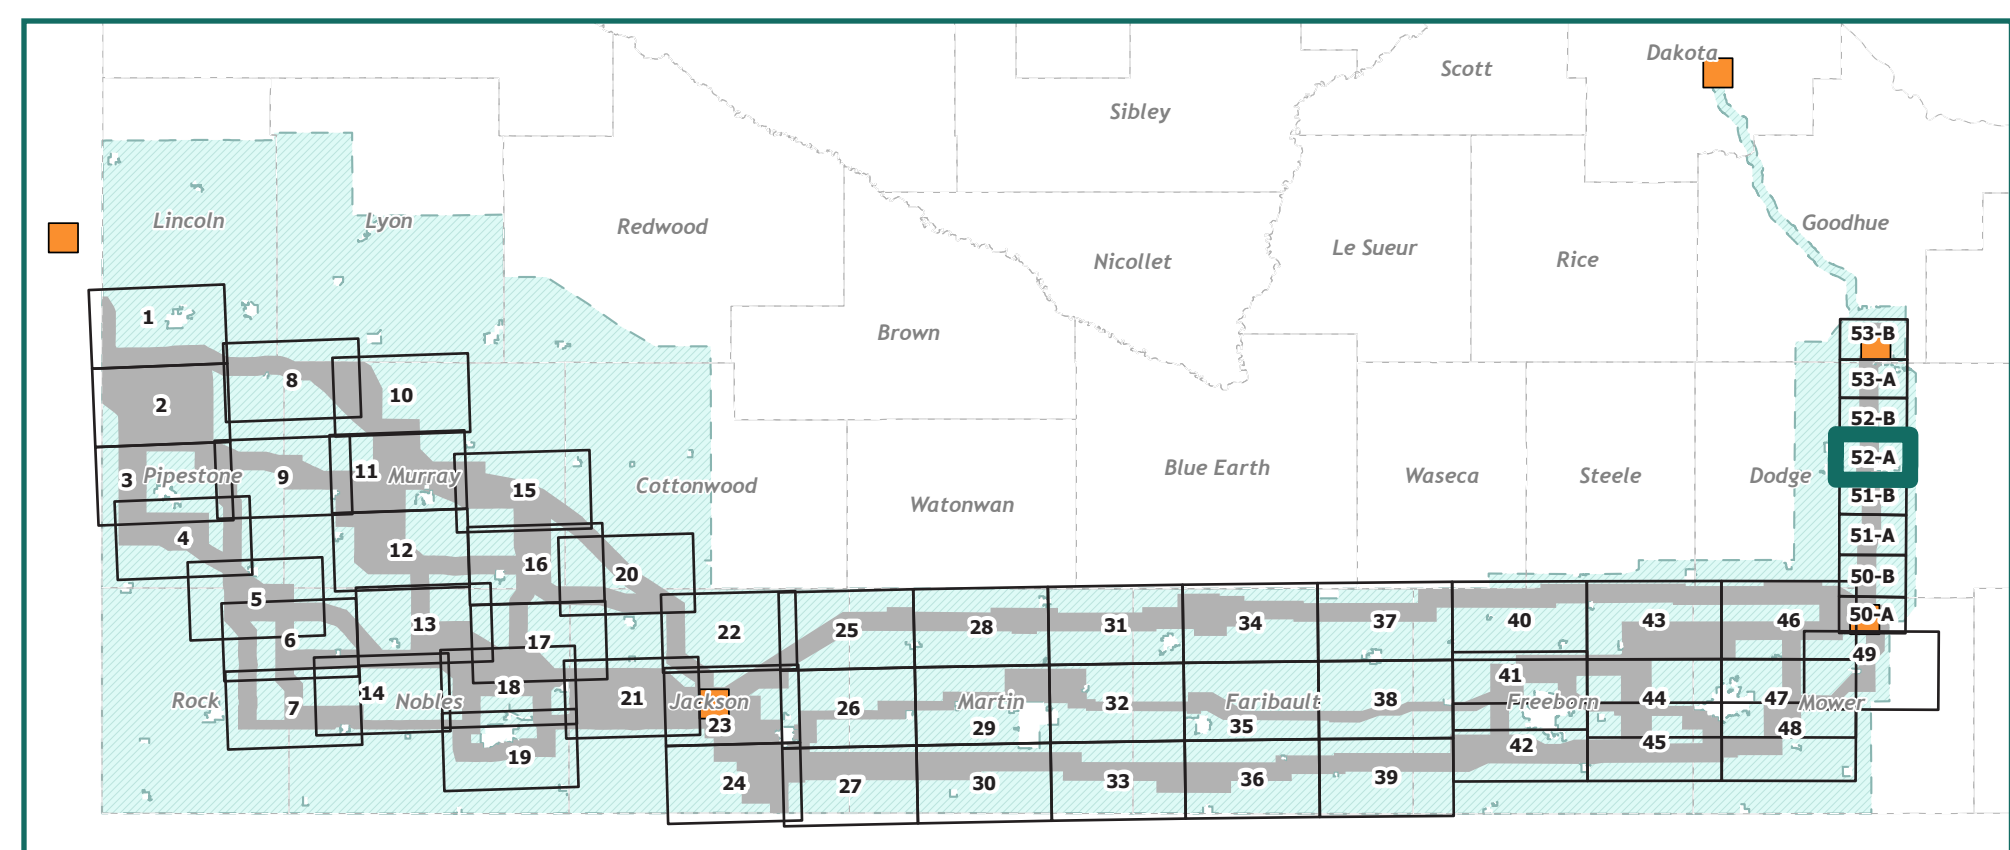 Dakota
Scott
Sibley
Lincoln
Lyon
Redwood
Goodhue
Le Sueur
Rice
Nicollet
1
Brown
53-B
8
53-A
10
2
52-B
52-A
Blue Earth
11
Murray
Pipestone
9
3
Waseca
Steele
Dodge
Cottonwood
15
51-B
Watonwan
51-A
4
12
16
20
50-B
5
50-A
13
6
17
22
25
28
31
34
37
40
43
46
49
41
18
14
7
Rock
Nobles
21
Jackson
23
26
Martin
29
32
Faribault
35
38
Freeborn
44
47
Mower
48
42
45
19
24
27
30
33
36
39